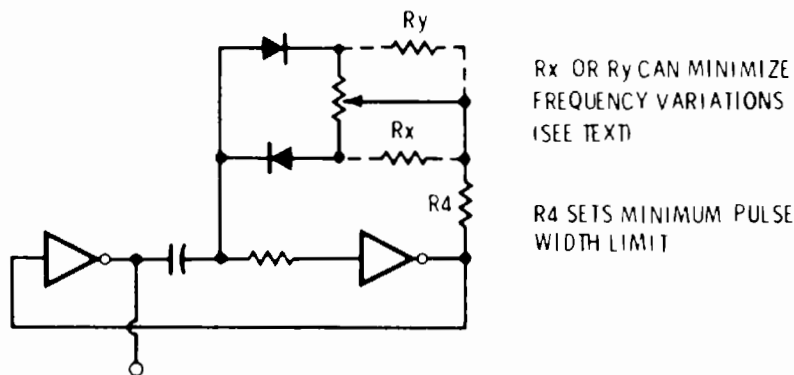 Ry
Rx OR Ry CAN MINIMIZE
FREQUENCY VARIATIONS
(SEE TEXT)
Rx
R4
R4 SETS MINIMUM PULSE
WIDTH LIMIT